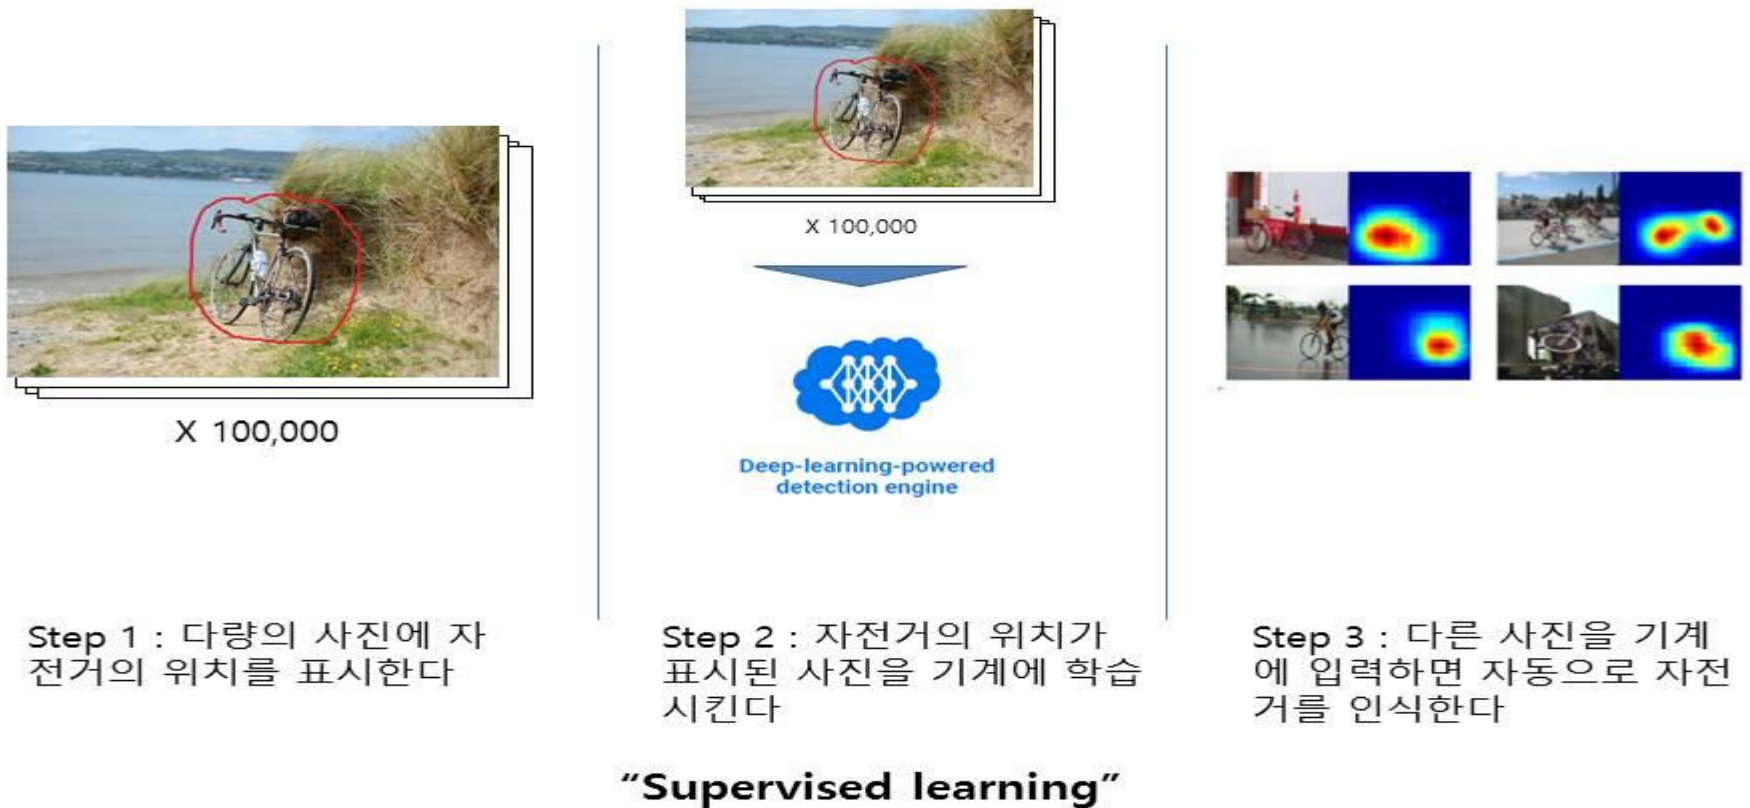 X 100,000
Step 1 : 다량의 사진에 자
전거의 위치를 표시한다
X 100,000
Deep-learning-powered
detection engine
Step 2 : 자전거의 위치가
표시된 사진을 기계에 학습
시킨다
Step 3 : 다른 사진을 기계
에 입력하면 자동으로 자전
거를 인식한다
“Supervised learning”